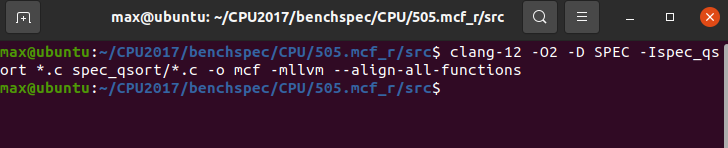 max@ubuntu: ~/CPU2017/benchspec/CPU/505.mcf_r/src
max@ubuntu:~/CPU2017/benchspec/CPU/505.mcf_r/src$ clang-12 -O2 -D SPEC -Ispec_qs
ort *.c spec_qsort/*.c -o mcf -mllvm --align-all-functions
max@ubuntu:~/CPU2017/benchspec/CPU/505.mcf_r/src$